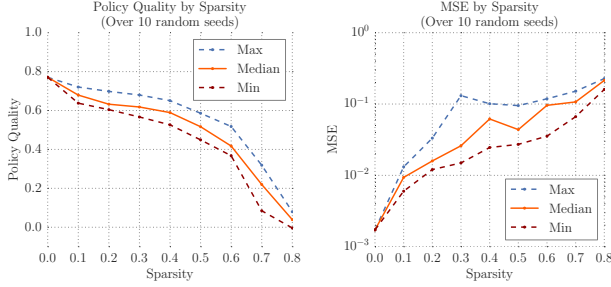 Policy Quality by Sparsity
(Over 10 random seeds)
1.0
0.8
0.6
0.4
0.2
0.0
Policy Quality
Max
Median
Min
0.0 0.1 0.2 0.3 0.4 0.5 0.6 0.7 0.8
Sparsity
MSE by Sparsity
(Over 10 random seeds)
10⁰
10⁻¹
10⁻²
10⁻³
MSE
Max
Median
Min
0.0 0.1 0.2 0.3 0.4 0.5 0.6 0.7 0.8
Sparsity